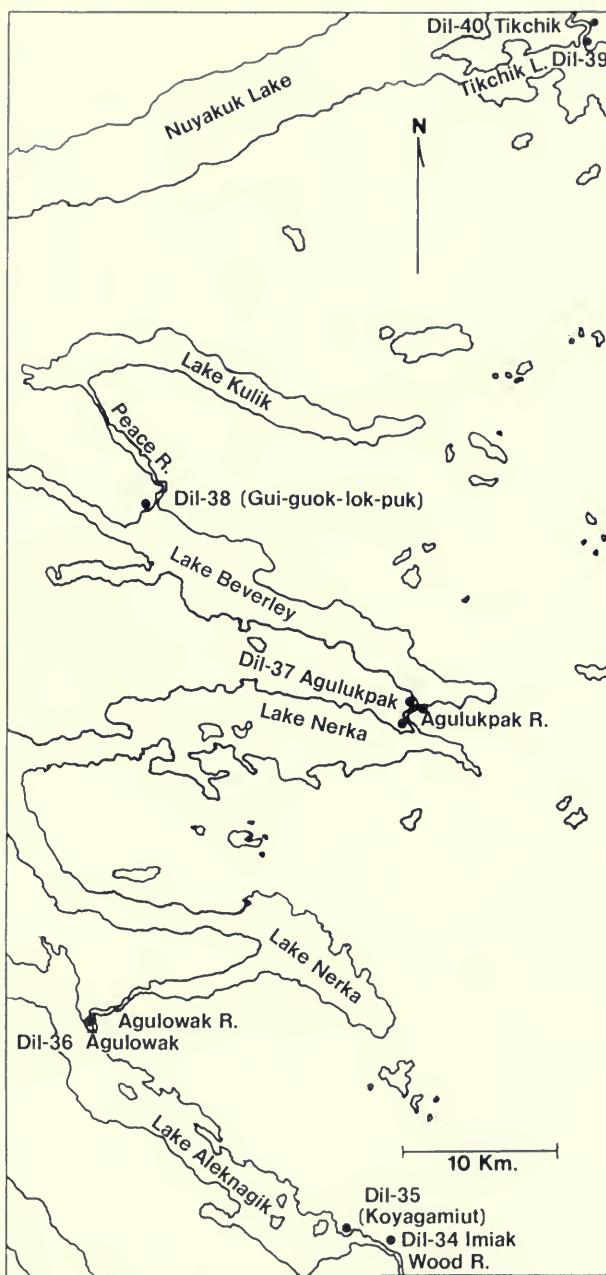 Dil-40 Tikchik
Tikchik L.
Dil-39
Nuyakuk Lake
N
Lake Kulik
Peace R.
Dil-38 (Gui-guok-lok-puk)
Lake Beverley
Dil-37 Agulukpak
Lake Nerka
Agulukpak R.
Lake Nerka
Agulowak R.
Dil-36 Agulowak
Lake Aleknagik
10 Km.
Dil-35
(Koyagamiut)
Dil-34 Imiak
Wood R.